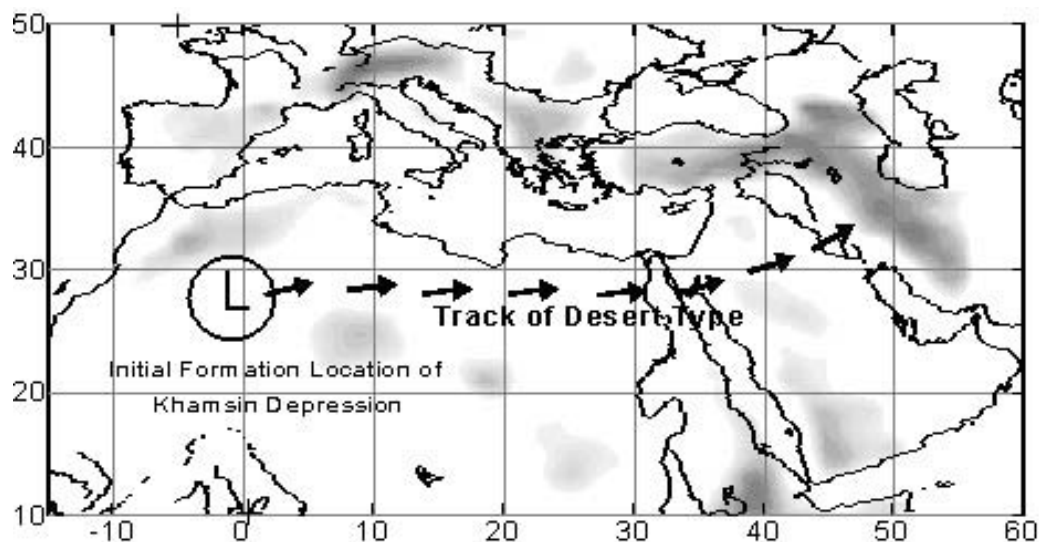 50
40
30
L
Track of Desert Type
Initial Formation Location of
20
Khamsin Depression
10
-10 0 10 20 30 40 50 60